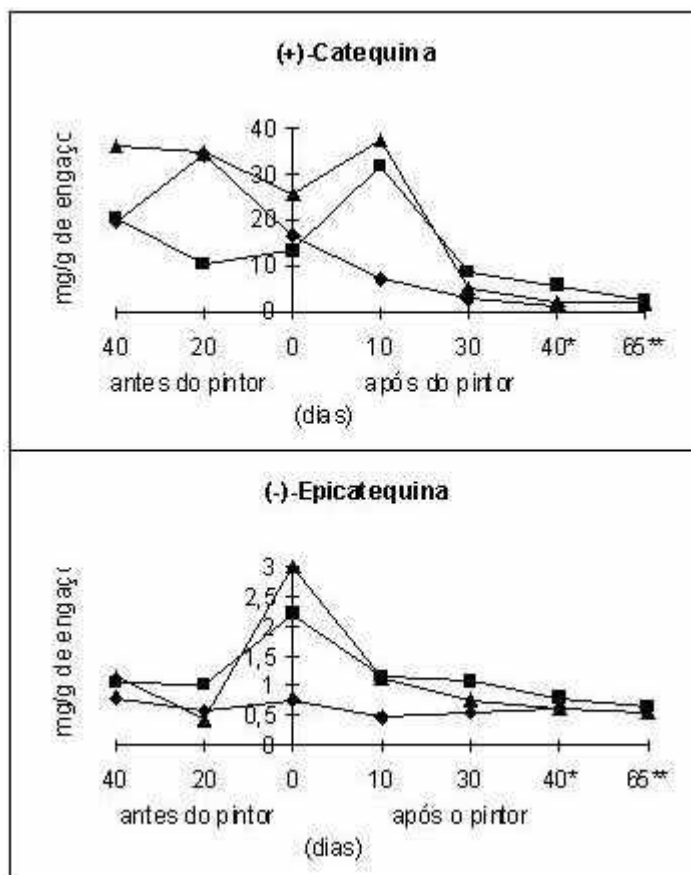 (+)-Catequina
40
30
20
10
0
mg/g de engaço
40 20 0 10 30 40* 65**
antes do pintor após do pintor
(dias)
(-)-Epicatequina
3
2,5
2
1,5
1
0,5
0
mg/g de engaço
40 20 0 10 30 40* 65**
antes do pintor após o pintor
(dias)